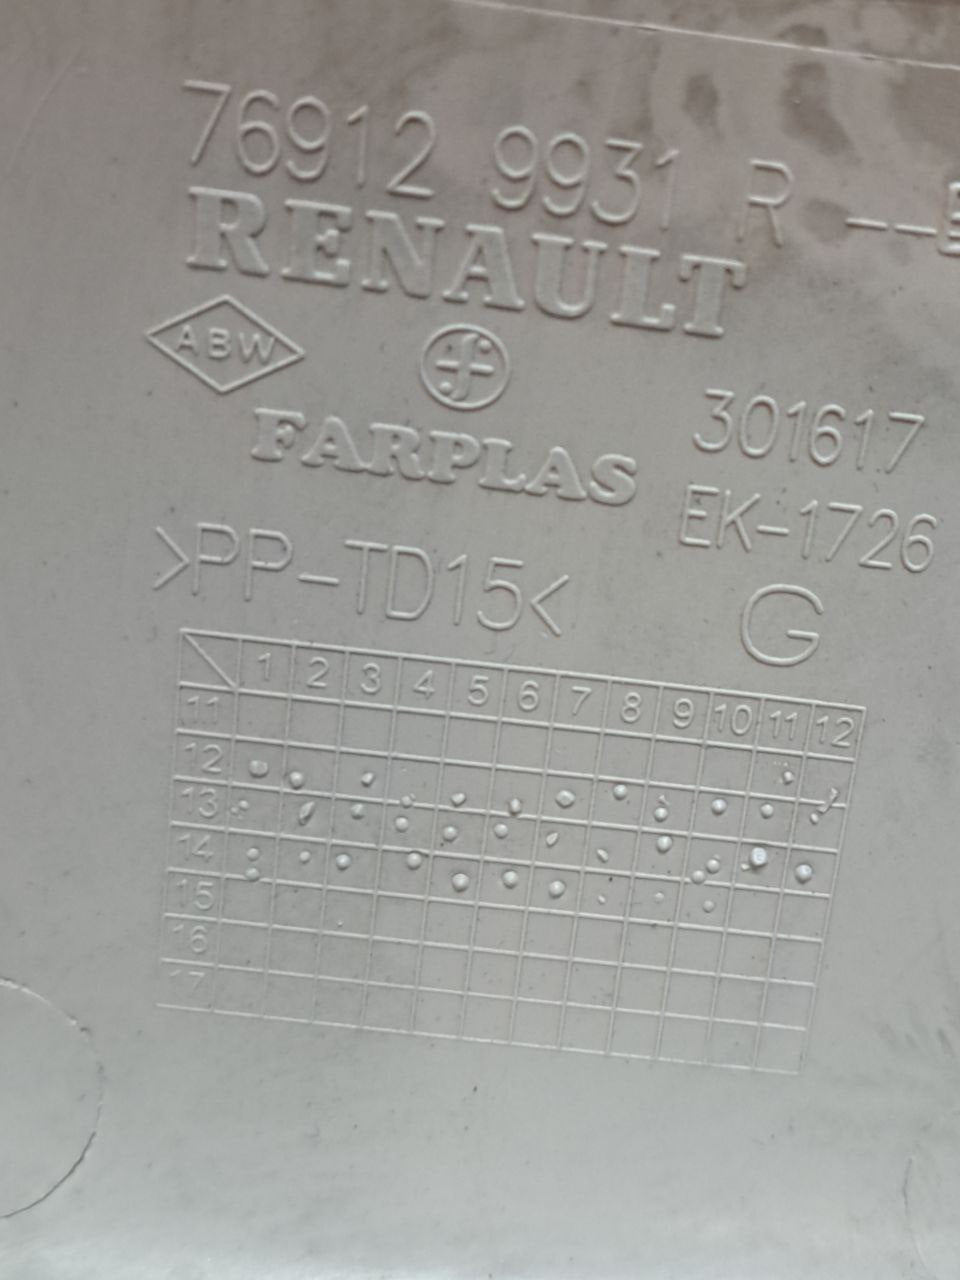 76912 9931 R --
RENAULT
ABW
f
FARPLAS
301617
EK-1726
>PP-TD15<
G
1 2 3 4 5 6 7 8 9 10 11 12
11
12
13
14
15
16
17